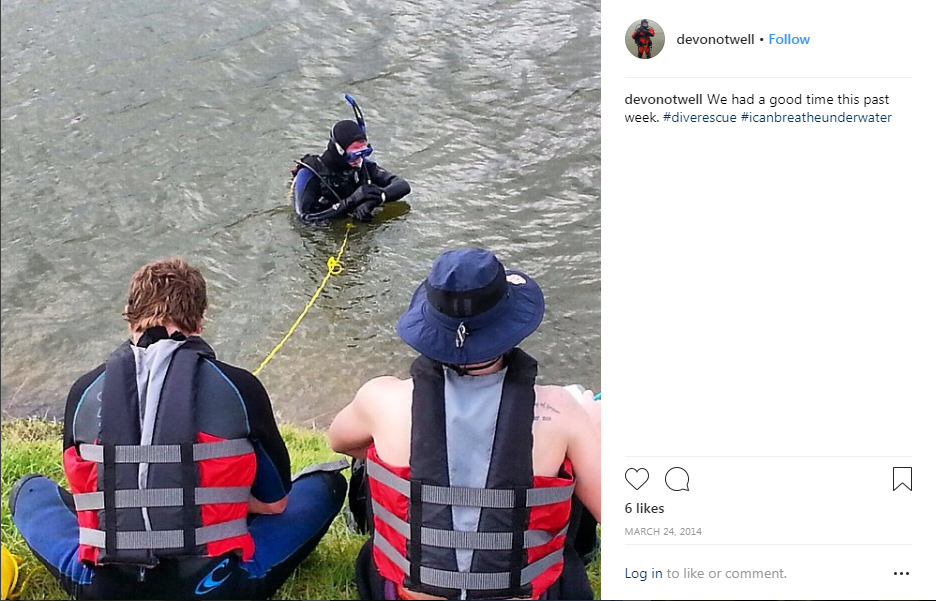 devonotwell • Follow
devonotwell We had a good time this past
week. #diverescue #icanbreatheunderwater
6 likes
MARCH 24, 2014
Log in to like or comment.